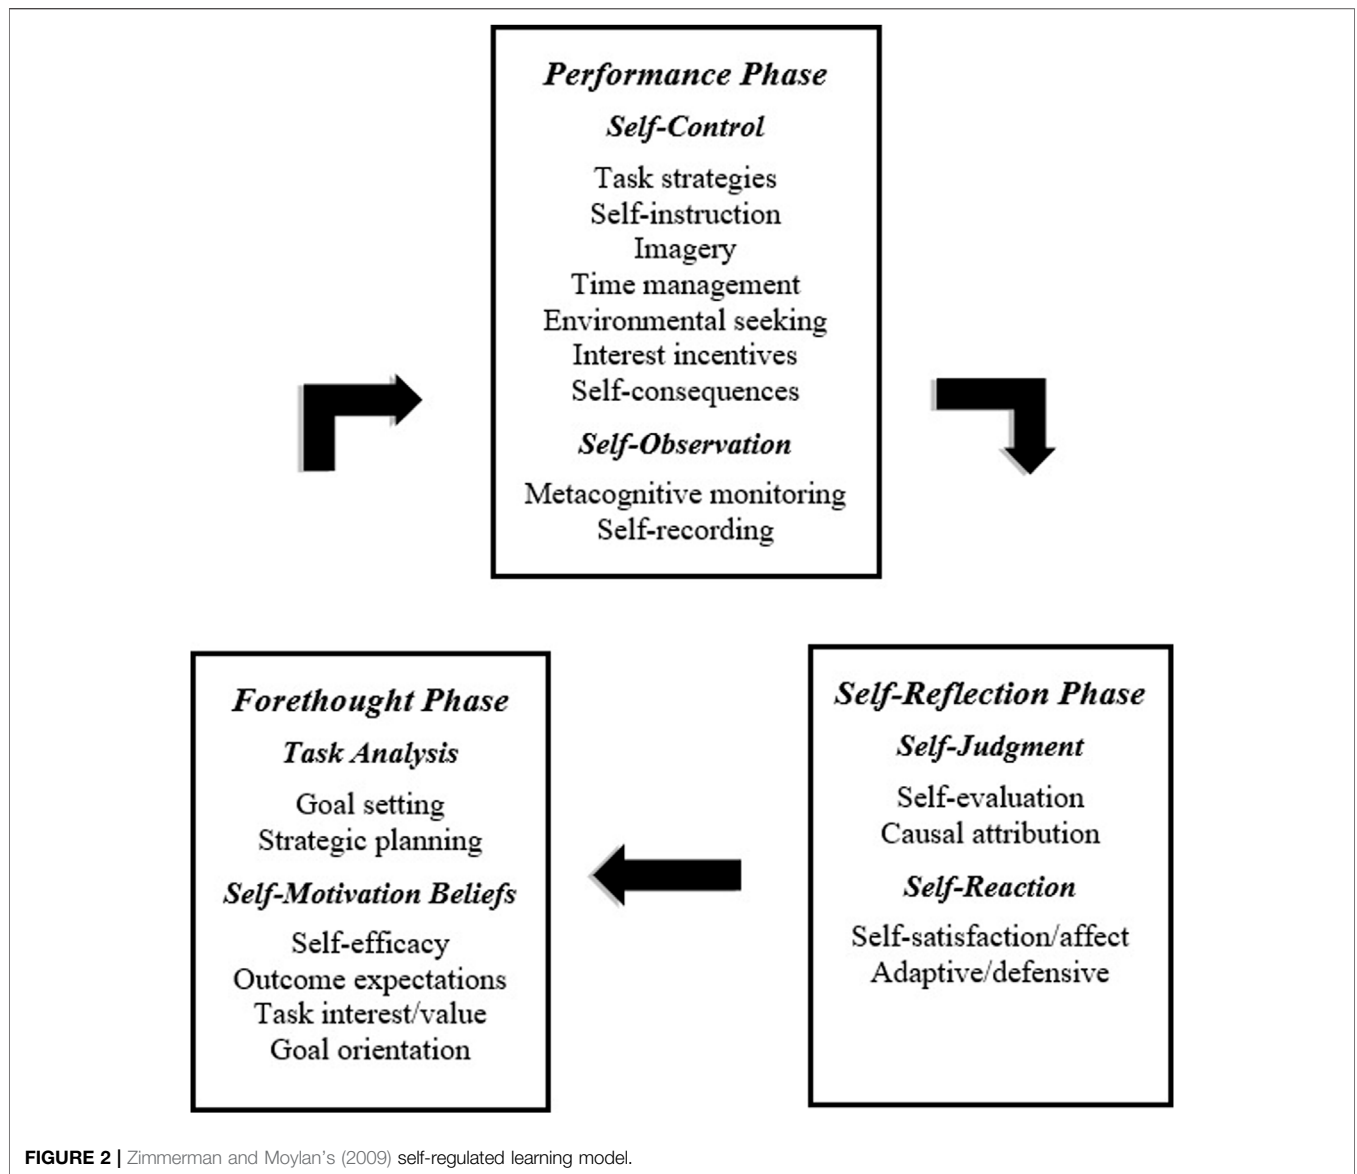 Performance Phase
Self-Control
Task strategies
Self-instruction
Imagery
Time management
Environmental seeking
Interest incentives
Self-consequences
Self-Observation
Metacognitive monitoring
Self-recording
Forethought Phase
Task Analysis
Goal setting
Strategic planning
Self-Motivation Beliefs
Self-efficacy
Outcome expectations
Task interest/value
Goal orientation
Self-Reflection Phase
Self-Judgment
Self-evaluation
Causal attribution
Self-Reaction
Self-satisfaction/affect
Adaptive/defensive
FIGURE 2 | Zimmerman and Moylan's (2009) self-regulated learning model.